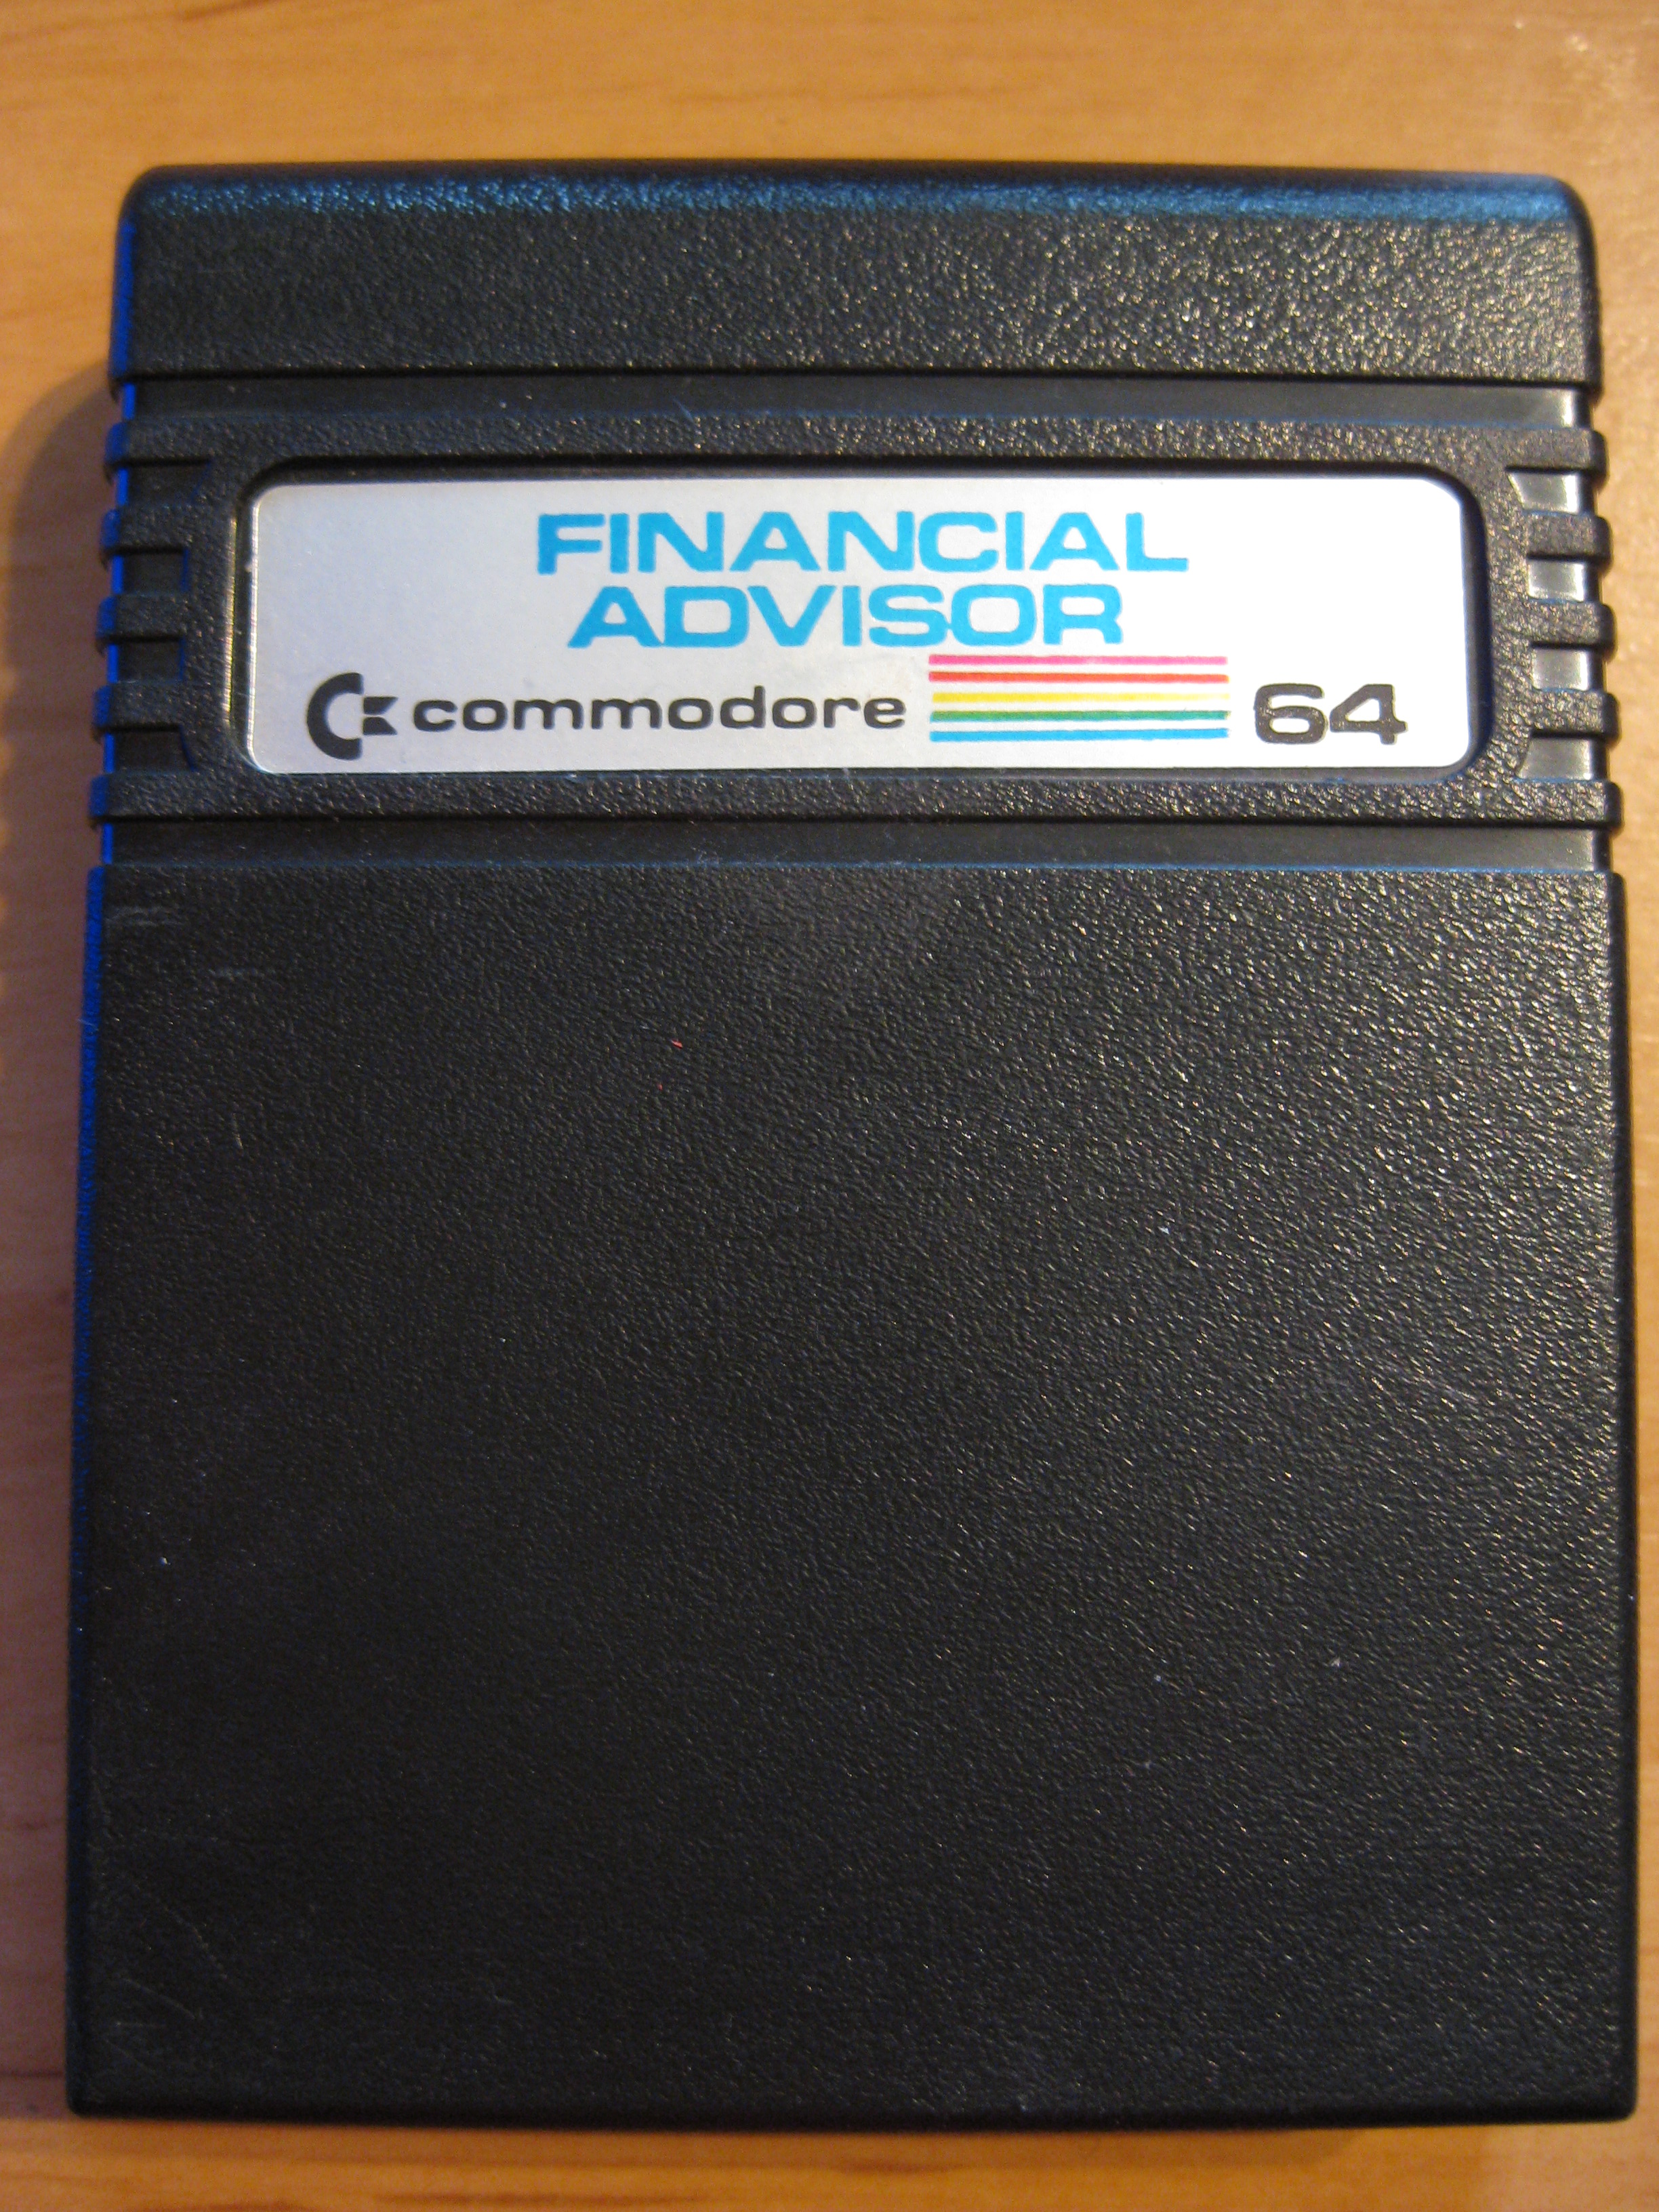 FINANCIAL
ADVISOR
commodore 64